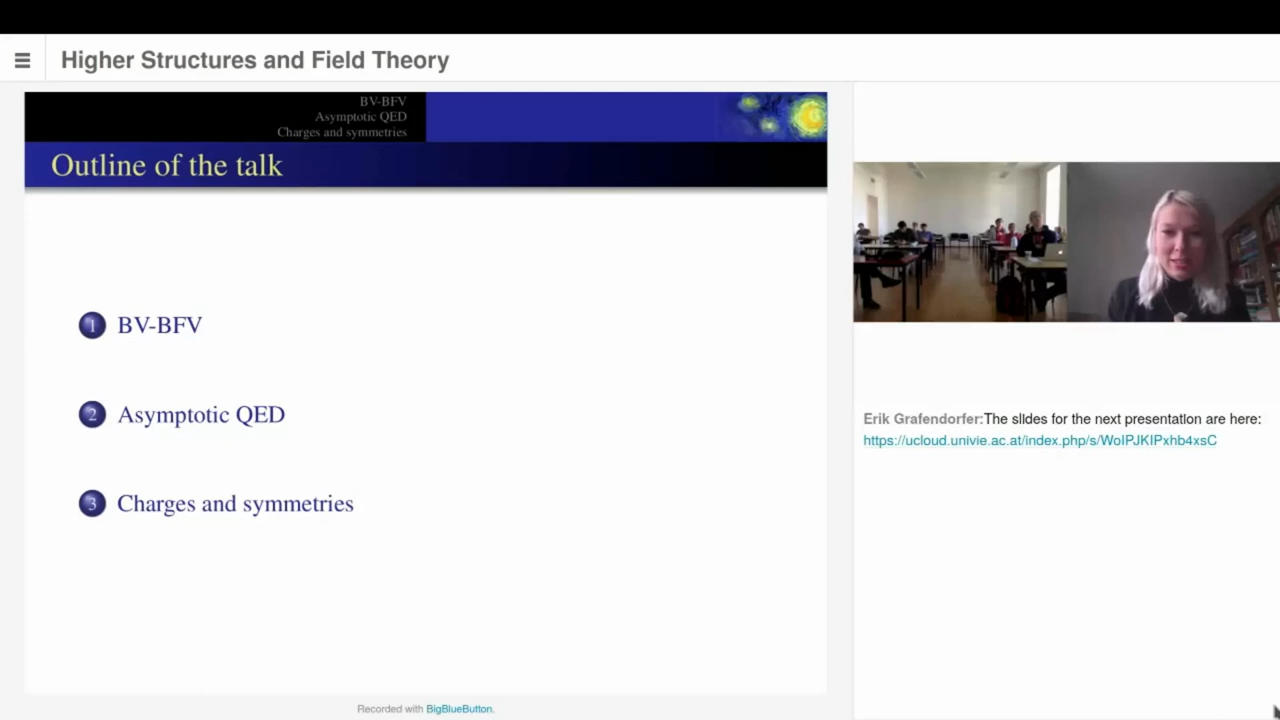 Higher Structures and Field Theory
BV-BFV
Asymptotic QED
Charges and symmetries
Outline of the talk
1 BV-BFV
2 Asymptotic QED
3 Charges and symmetries
Erik Grafendorfer:The slides for the next presentation are here:
https://ucloud.univie.ac.at/index.php/s/WoIPJKIPxhb4xsC
Recorded with BigBlueButton.